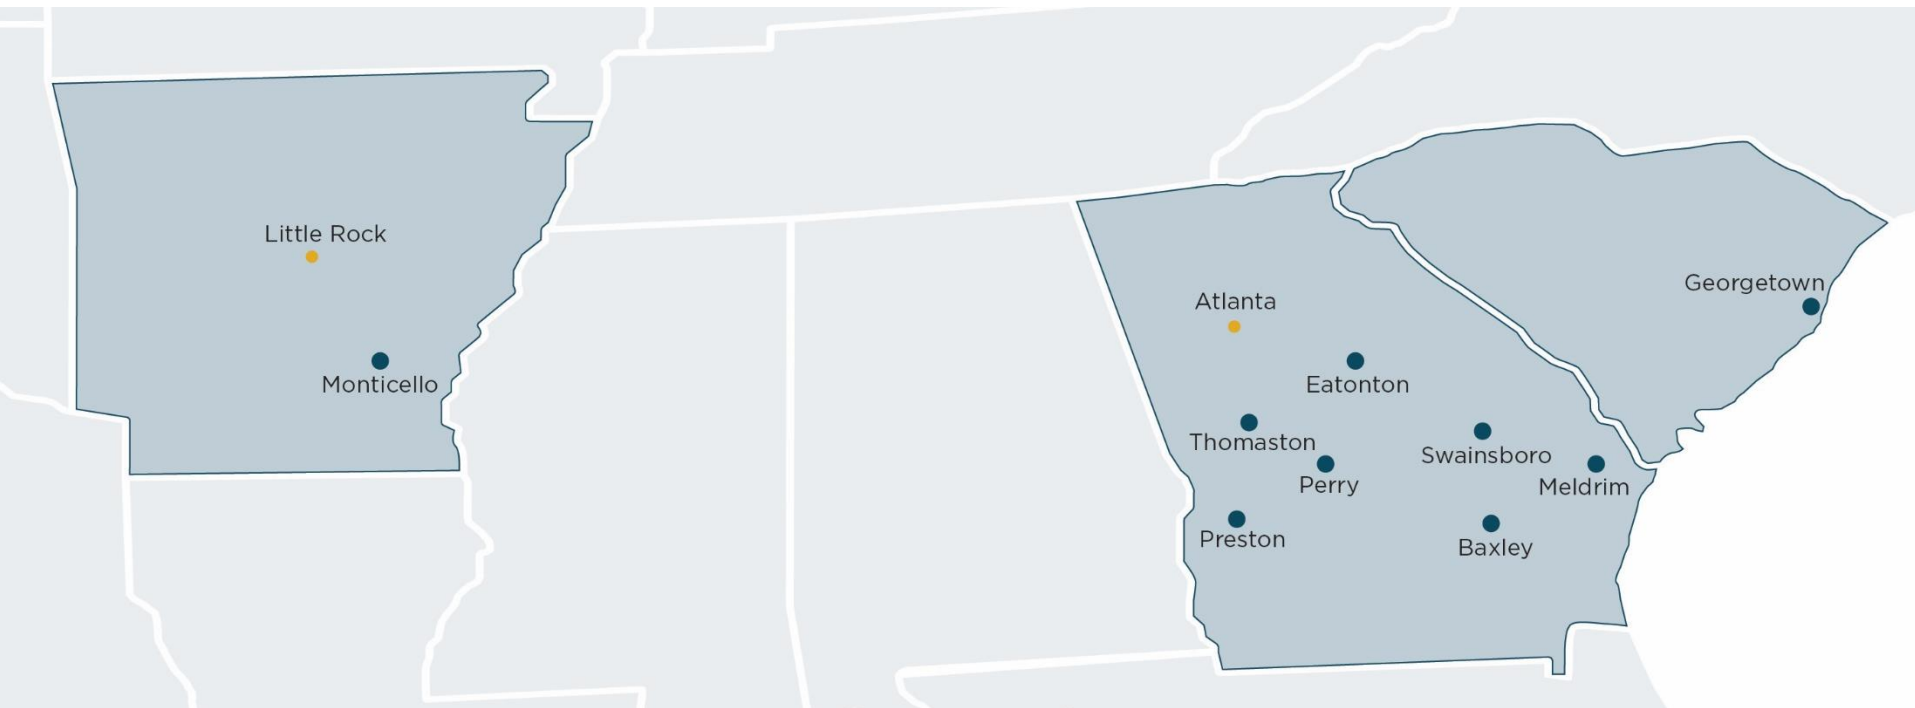 Little Rock
Monticello
Atlanta
Eatonton
Thomaston
Perry
Preston
Swainsboro
Meldrim
Baxley
Georgetown